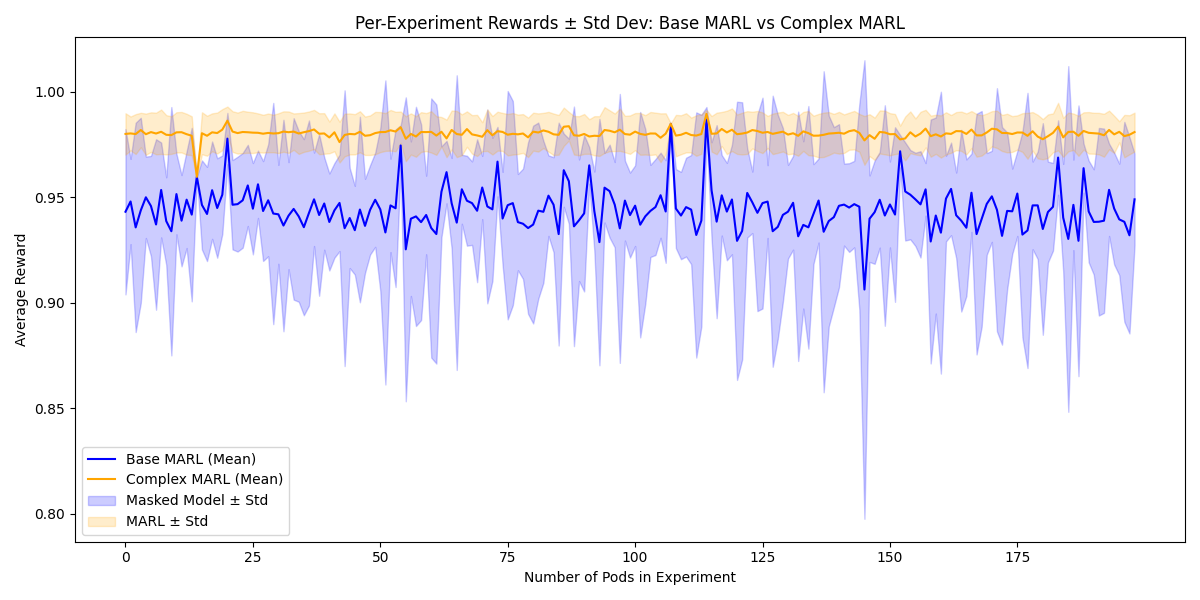 Per-Experiment Rewards ± Std Dev: Base MARL vs Complex MARL
Average Reward
1.00
0.95
0.90
0.85
0.80
Base MARL (Mean)
Complex MARL (Mean)
Masked Model ± Std
MARL ± Std
0 25 50 75 100 125 150 175
Number of Pods in Experiment